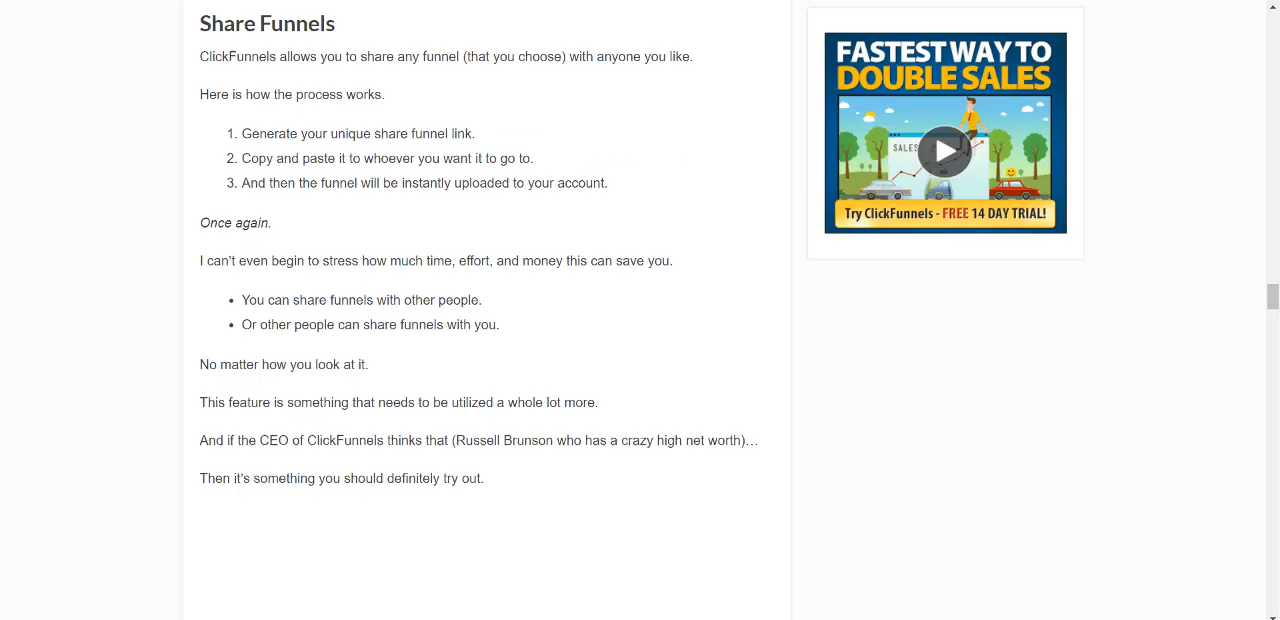 Share Funnels
ClickFunnels allows you to share any funnel (that you choose) with anyone you like.
Here is how the process works.
1. Generate your unique share funnel link.
2. Copy and paste it to whoever you want it to go to.
3. And then the funnel will be instantly uploaded to your account.
Once again.
I can’t even begin to stress how much time, effort, and money this can save you.
• You can share funnels with other people.
• Or other people can share funnels with you.
No matter how you look at it.
This feature is something that needs to be utilized a whole lot more.
And if the CEO of ClickFunnels thinks that (Russell Brunson who has a crazy high net worth)…
Then it’s something you should definitely try out.
FASTEST WAY TO
DOUBLE SALES
SALES
Try ClickFunnels - FREE 14 DAY TRIAL!